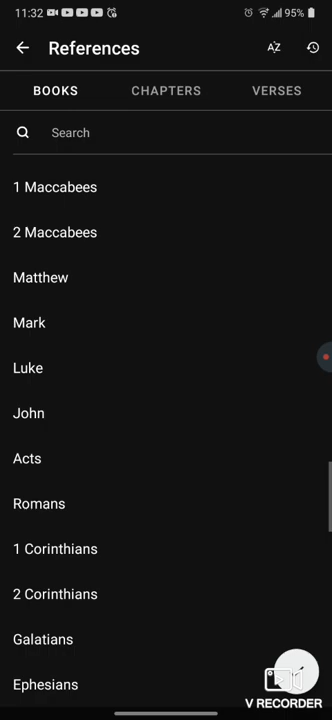 11:32 95%
References AZ
BOOKS CHAPTERS VERSES
Search
1 Maccabees
2 Maccabees
Matthew
Mark
Luke
John
Acts
Romans
1 Corinthians
2 Corinthians
Galatians
Ephesians
V RECORDER